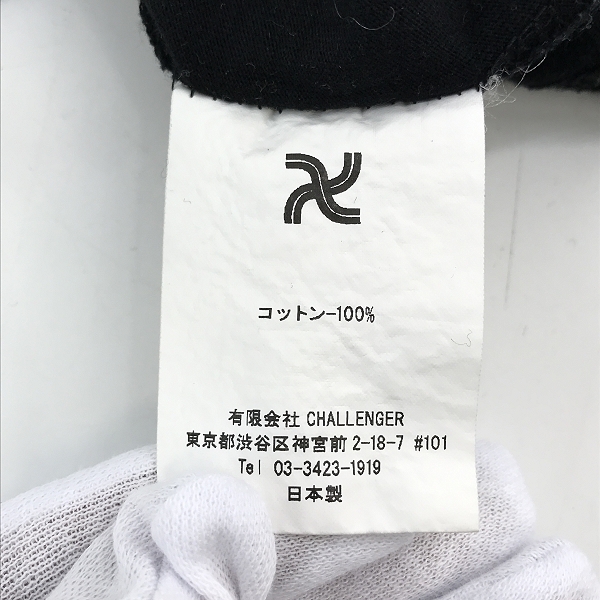 コットン-100%
有限会社 CHALLENGER
東京都渋谷区神宮前 2-18-7 #101
Tel 03-3423-1919
日本製